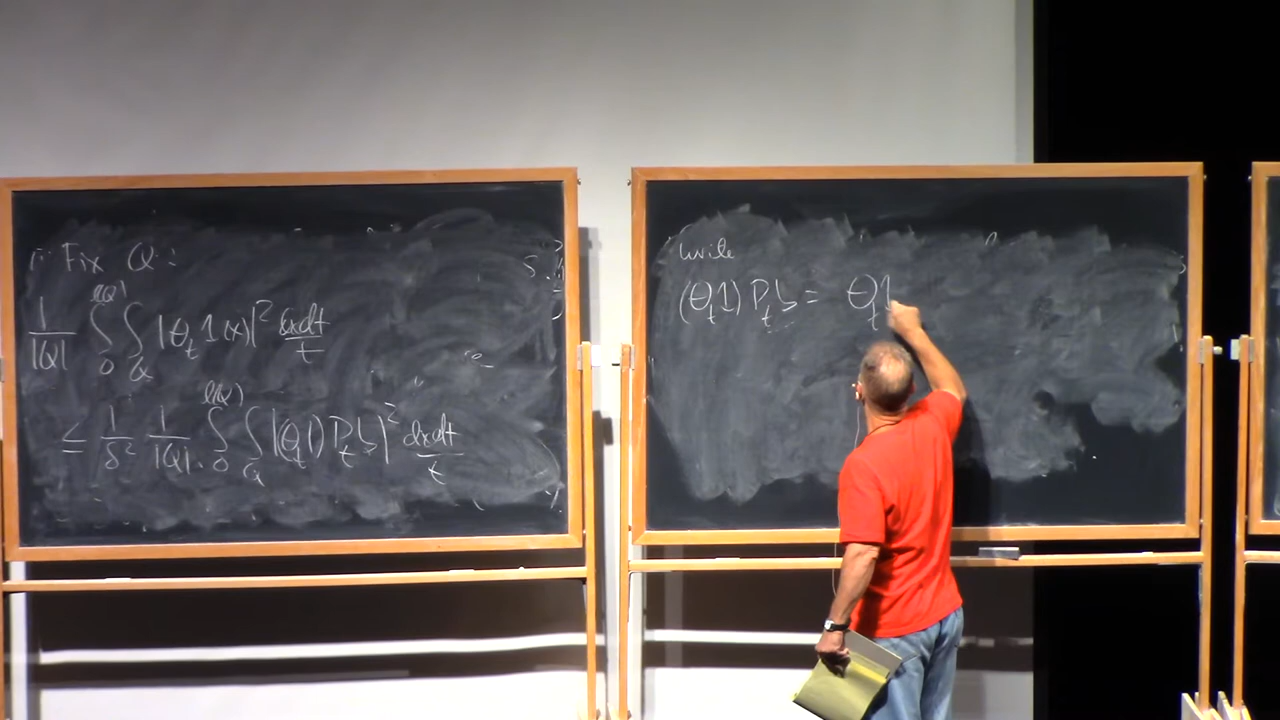 Fix Q:
1/|Q| ∫_0^{ℓ(Q)} ∫_Q |θ_t 1(x)|^2 dxdt/t
≤ 1/δ^2 1/|Q| ∫_0^{ℓ(Q)} ∫_Q |(θ_t 1) P_t b|^2 dxdt/t
write
(θ_t 1) P_t b = θ_t 1